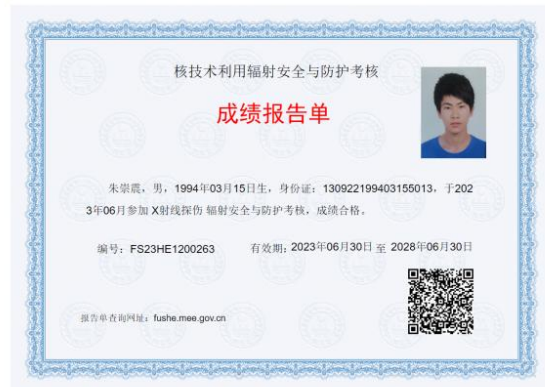 核技术利用辐射安全与防护考核
成绩报告单
朱崇震，男，1994年03月15日生，身份证：130922199403155013，于202
3年06月参加 X射线探伤 辐射安全与防护考核，成绩合格。
编号：FS23HE1200263 有效期：2023年06月30日 至 2028年06月30日
报告单查询网址：fushe.mee.gov.cn